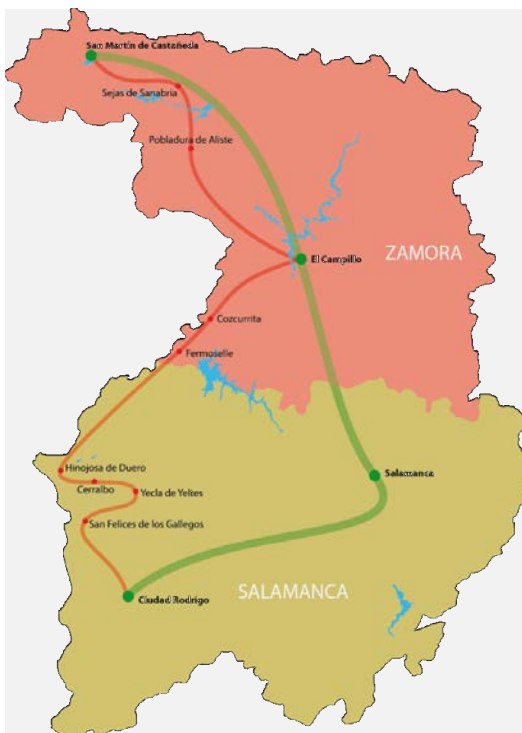 San Martín de Castañeda
Sejas de Sanabria
Pobladura de Aliste
ZAMORA
El Campillo
Cozcurrita
Fermoselle
Hinojosa de Duero
Salamanca
Cerralbo
Yecla de Yeltes
San Felices de los Gallegos
SALAMANCA
Ciudad Rodrigo